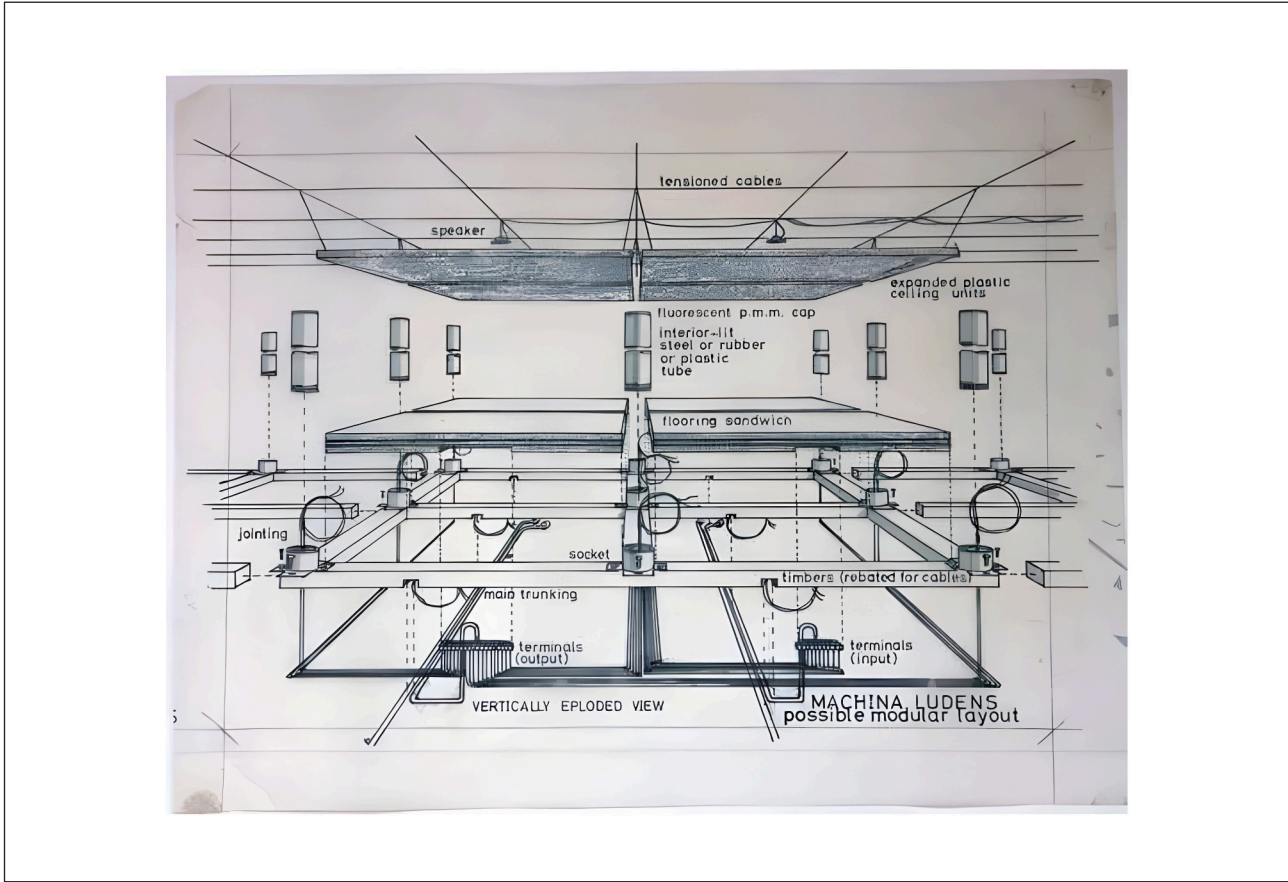 tensioned cables
speaker
expanded plastic
ceiling units
fluorescent p.m.m. cap
interior-lit
steel or rubber
or plastic
tube
flooring sandwich
jointing
socket
timbers (rebated for cables)
main trunking
terminals
(output)
terminals
(input)
VERTICALLY EPLODED VIEW
MACHINA LUDENS
possible modular layout